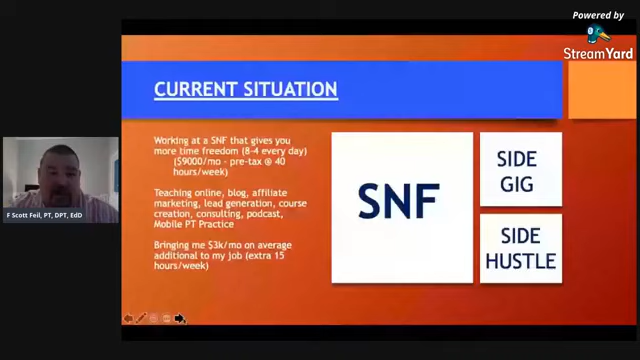 Powered by
StreamYard
CURRENT SITUATION
Working at a SNF that gives you
more time freedom (8-4 every day)
($9000/mo - pre-tax @ 40
hours/week)
Teaching online, blog, affiliate
marketing, lead generation, course
creation, consulting, podcast,
Mobile PT Practice
Bringing me $3k/mo on average
additional to my job (extra 15
hours/week)
SNF
SIDE
GIG
SIDE
HUSTLE
F Scott Feil, PT, DPT, EdD